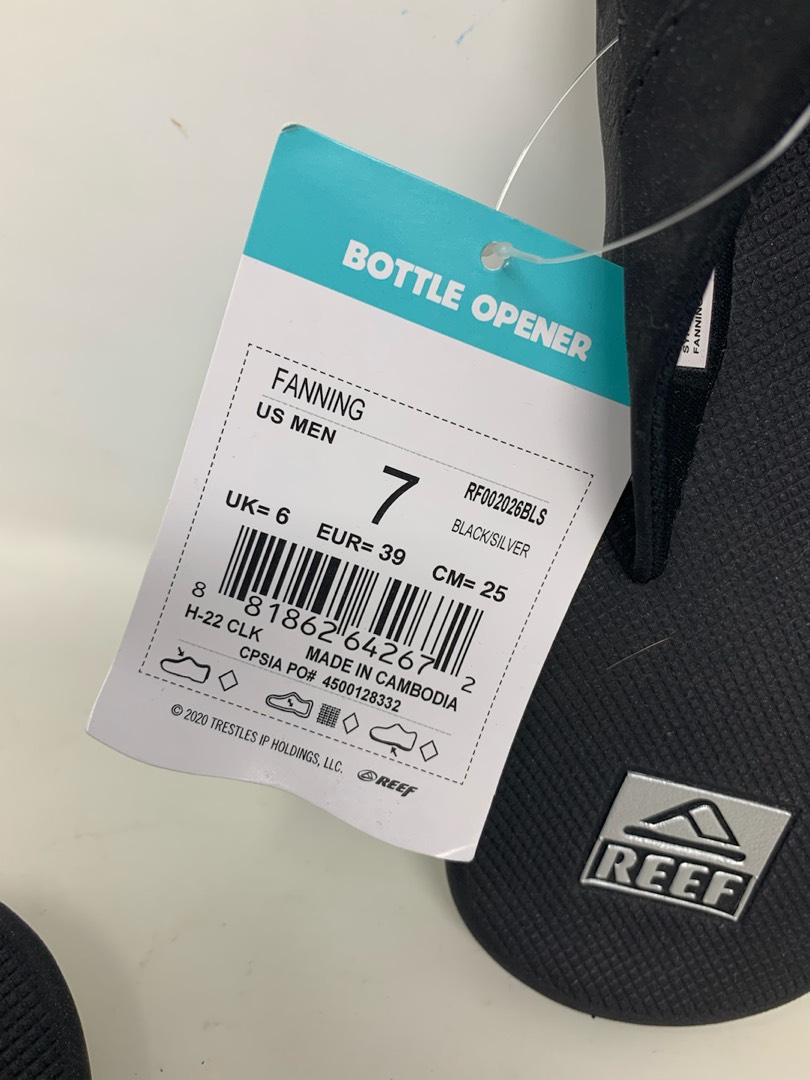 BOTTLE OPENER
FANNING
US MEN
7
RF002026BLS
BLACK/SILVER
UK= 6
EUR= 39
CM= 25
8 81862 64267 2
H-22 CLK
MADE IN CAMBODIA
CPSIA PO# 4500128332
© 2020 TRESTLES IP HOLDINGS, LLC.
REEF
FANNING
REEF